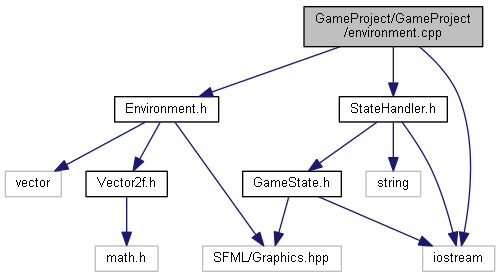 GameProject/GameProject
/environment.cpp
Environment.h
StateHandler.h
vector
Vector2f.h
GameState.h
string
math.h
SFML/Graphics.hpp
iostream